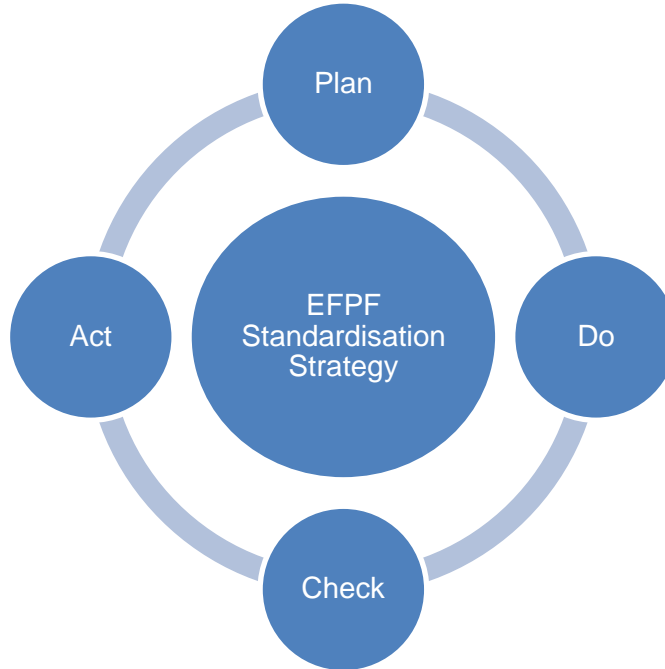 Plan
Act
EFPF
Standardisation
Strategy
Do
Check